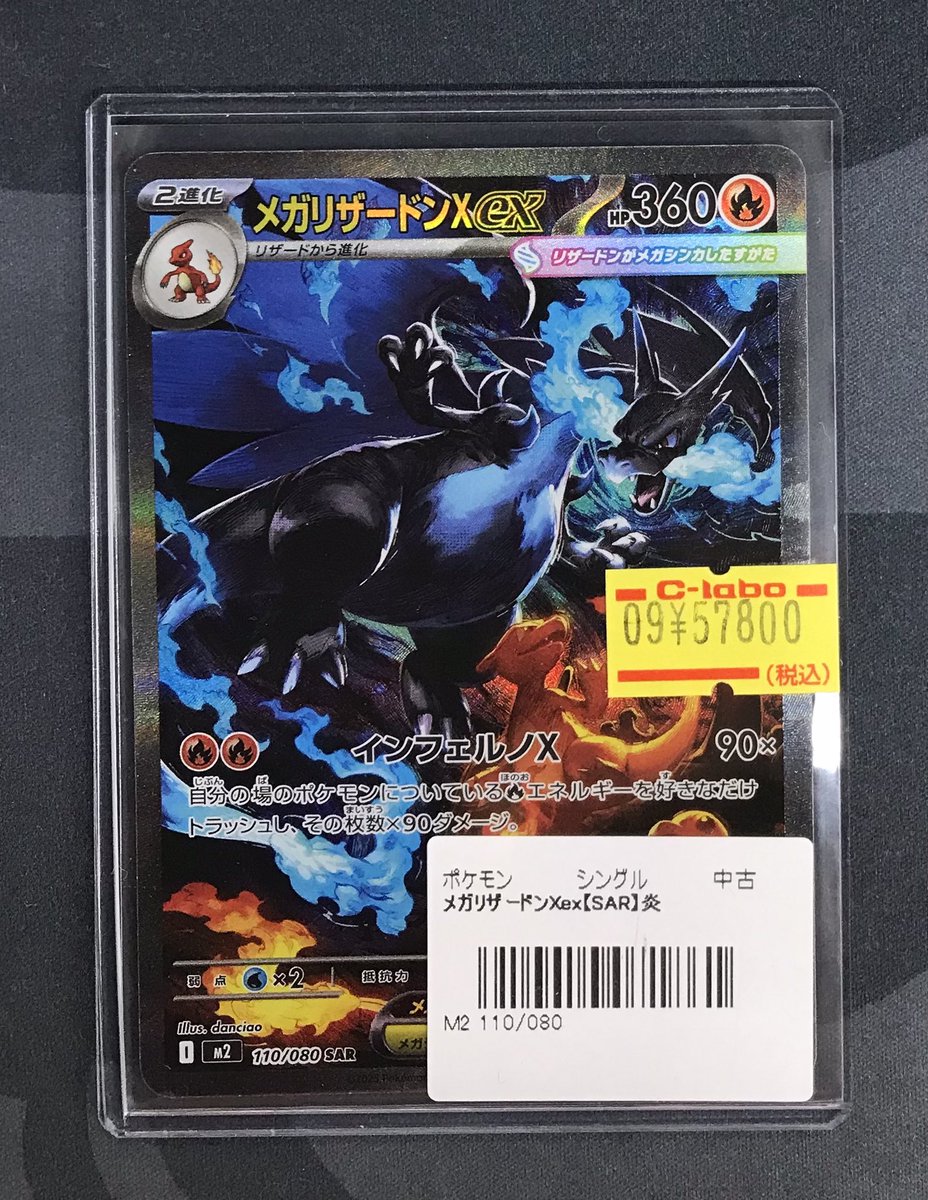 2進化
メガリザードンXex
HP360
リザードから進化
リザードンがメガシンカしたすがた
C-labo
09¥57800
(税込)
インフェルノX 90×
自分の場のポケモンについているエネルギーを好きなだけ
トラッシュし、その枚数×90ダメージ。
ポケモン シングル 中古
メガリザードンXex【SAR】炎
M2 110/080
弱点 ×2 抵抗力
Illus. danciao
I M2 110/080 SAR